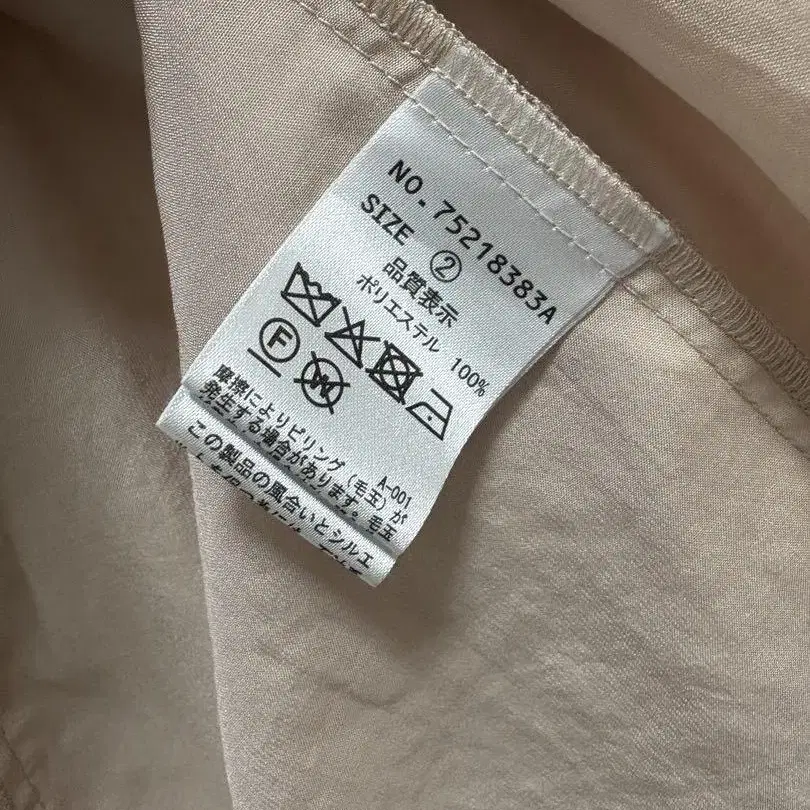 NO.75218383A
SIZE ②
品質表示
ポリエステル 100%
F
W
A-001
摩擦によりピリング(毛玉)が
発生する場合があります。毛玉
この製品の風合いとシルエ